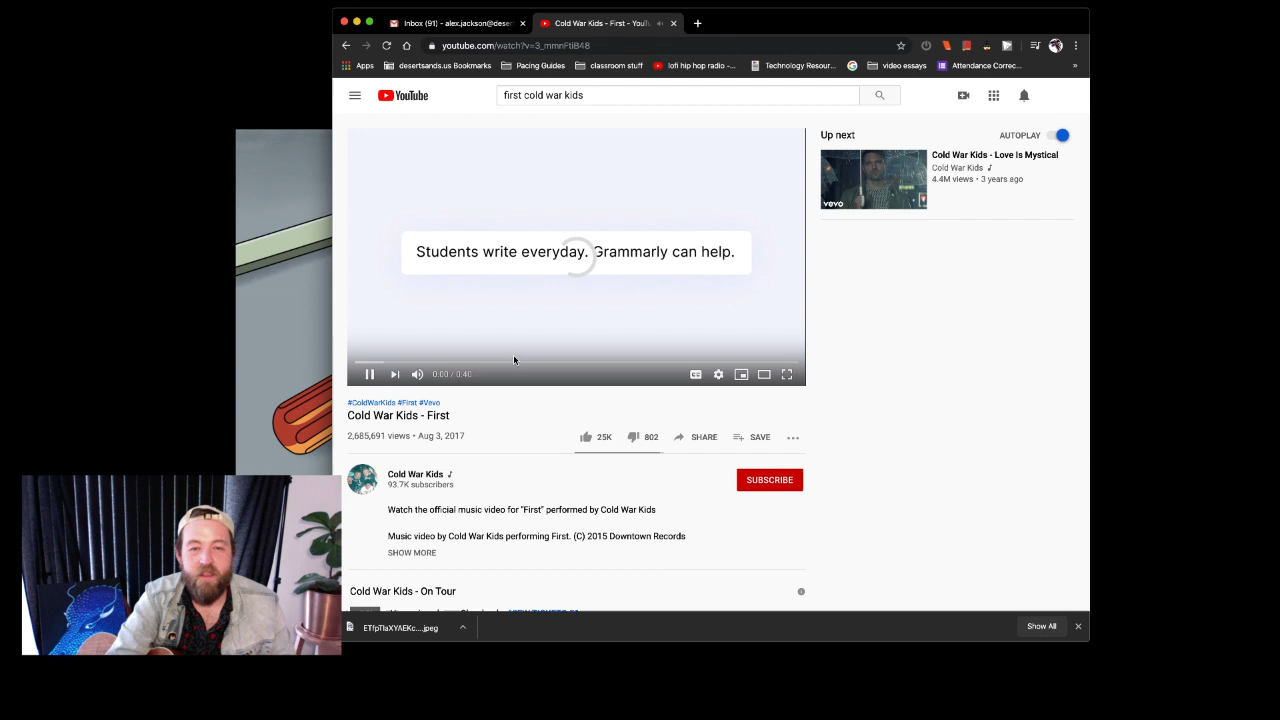 Inbox (91) - alex.jackson@deser
Cold War Kids - First - YouTu
youtube.com/watch?v=3_mmnFtiB48
Apps
desertsands.us Bookmarks
Pacing Guides
classroom stuff
lofi hip hop radio -...
Technology Resour...
video essays
Attendance Correc...
»
YouTube
first cold war kids
Students write everyday. Grammarly can help.
0:00 / 0:40
#ColdWarKids #First #Vevo
Cold War Kids - First
2,685,691 views • Aug 3, 2017
25K
802
SHARE
SAVE
Cold War Kids
93.7K subscribers
SUBSCRIBE
Watch the official music video for "First" performed by Cold War Kids
Music video by Cold War Kids performing First. (C) 2015 Downtown Records
SHOW MORE
Cold War Kids - On Tour
Up next
AUTOPLAY
vevo
Cold War Kids - Love Is Mystical
Cold War Kids
4.4M views • 3 years ago
ETfpTlaXYAEKc....jpeg
Show All